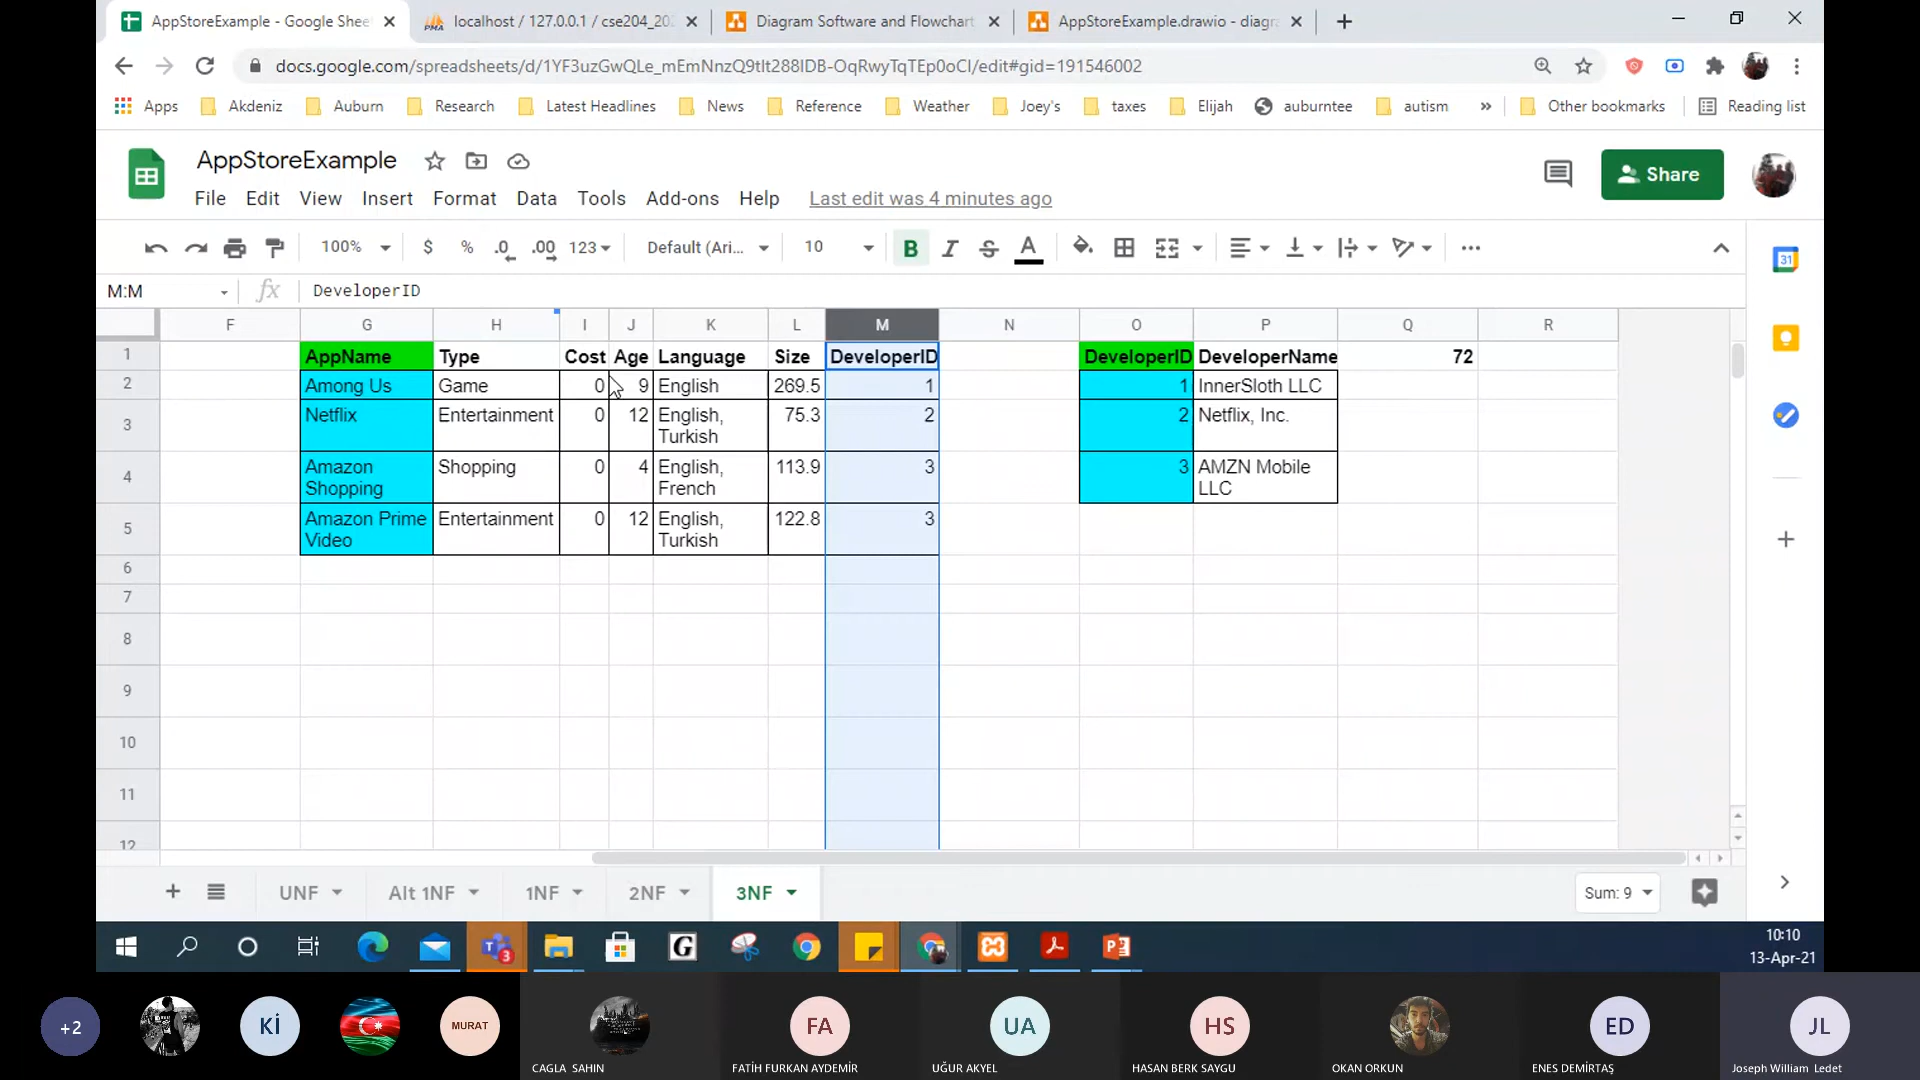 AppStoreExample - Google Shee
localhost / 127.0.0.1 / cse204_20
Diagram Software and Flowchart
AppStoreExample.drawio - diagra
docs.google.com/spreadsheets/d/1YF3uzGwQLe_mEmNnzQ9tIt288IDB-OqRwyTqTEp0oCI/edit#gid=191546002
Apps Akdeniz Auburn Research Latest Headlines News Reference Weather Joey's taxes Elijah auburntee autism » Other bookmarks Reading list
AppStoreExample
Share
File Edit View Insert Format Data Tools Add-ons Help Last edit was 4 minutes ago
100% $ % .0 .00 123 Default (Ari... 10 B I S A
31
M:M fx DeveloperID
F G H I J K L M N O P Q R
1 AppName Type Cost Age Language Size DeveloperID DeveloperID DeveloperName 72
2 Among Us Game 0 9 English 269.5 1 1 InnerSloth LLC
3 Netflix Entertainment 0 12 English, Turkish 75.3 2 2 Netflix, Inc.
4 Amazon Shopping Shopping 0 4 English, French 113.9 3 3 AMZN Mobile LLC
5 Amazon Prime Video Entertainment 0 12 English, Turkish 122.8 3
6
7
8
9
10
11
12
UNF Alt 1NF 1NF 2NF 3NF Sum: 9
3 G
10:10
13-Apr-21
+2 Kİ MURAT FA UA HS ED JL
CAGLA SAHIN FATİH FURKAN AYDEMİR UĞUR AKYEL HASAN BERK SAYGU OKAN ORKUN ENES DEMİRTAŞ Joseph William Ledet